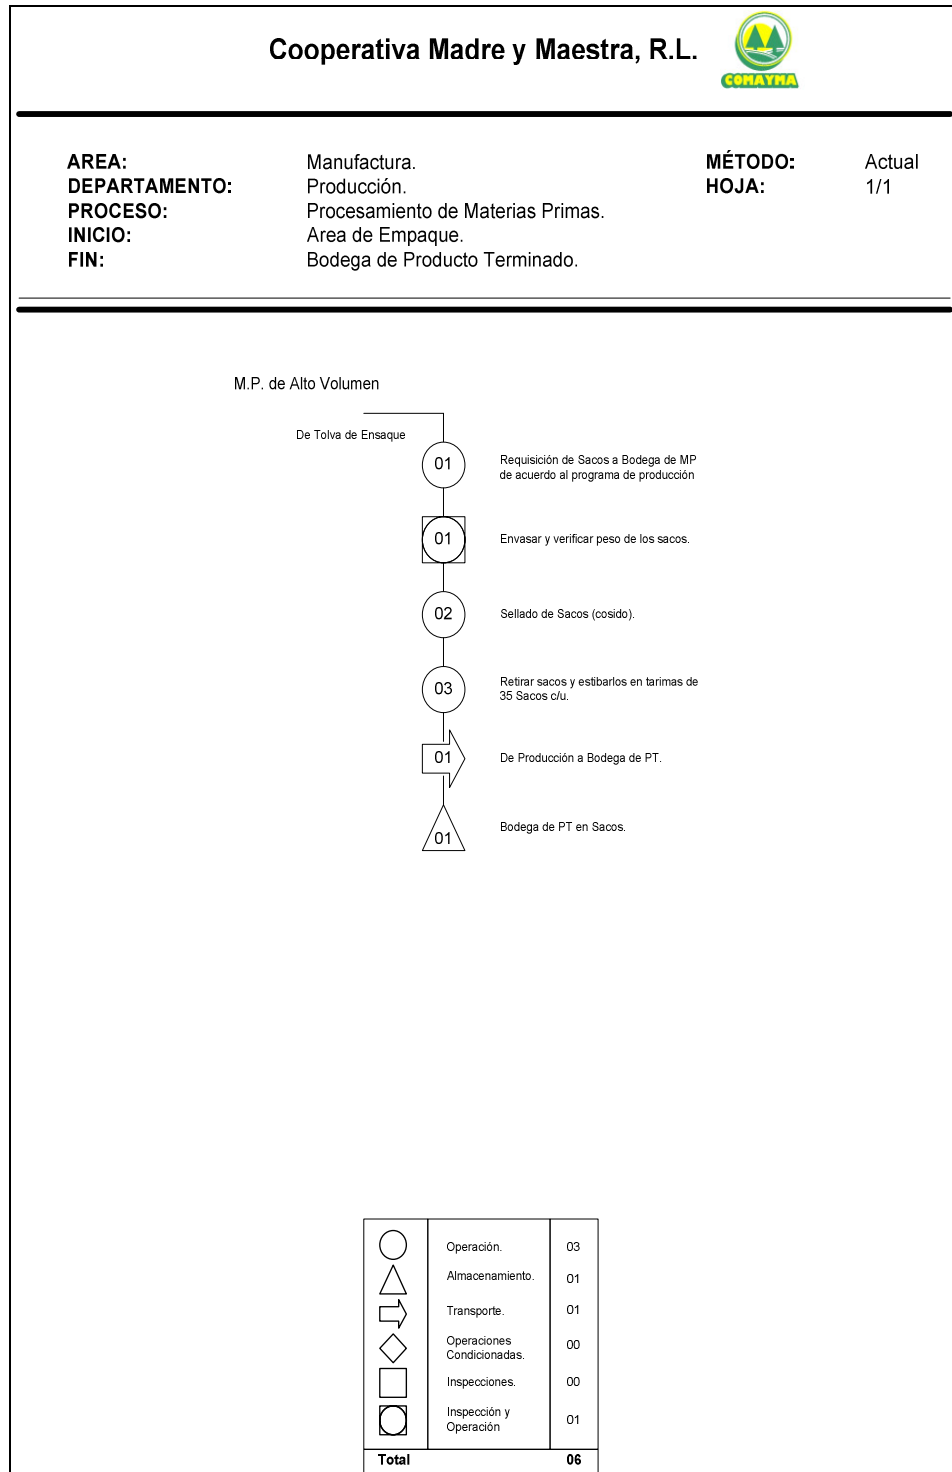 Cooperativa Madre y Maestra, R.L.
COMAYMA
AREA: Manufactura. MÉTODO: Actual
DEPARTAMENTO: Producción. HOJA: 1/1
PROCESO: Procesamiento de Materias Primas.
INICIO: Area de Empaque.
FIN: Bodega de Producto Terminado.
M.P. de Alto Volumen
De Tolva de Ensaque
01 Requisición de Sacos a Bodega de MP
de acuerdo al programa de producción
01 Envasar y verificar peso de los sacos.
02 Sellado de Sacos (cosido).
03 Retirar sacos y estibarlos en tarimas de
35 Sacos c/u.
01 De Producción a Bodega de PT.
01 Bodega de PT en Sacos.
Operación. 03
Almacenamiento. 01
Transporte. 01
Operaciones
Condicionadas. 00
Inspecciones. 00
Inspección y
Operación 01
Total 06